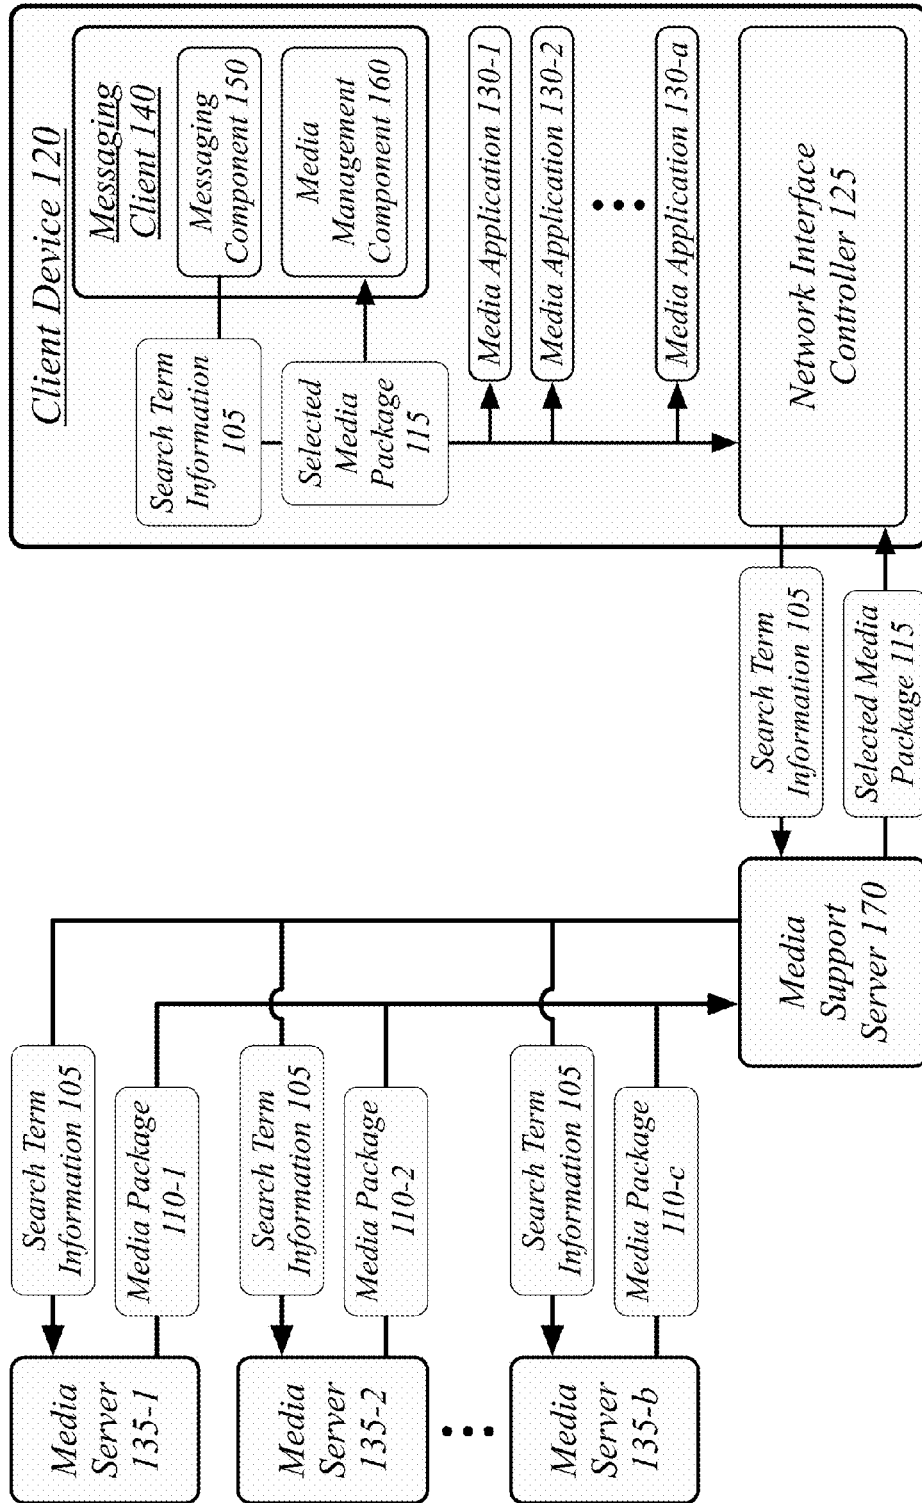 Client Device 120
Messaging
Client 140
Messaging
Component 150
Media
Management
Component 160
Search Term
Information
105
Selected
Media
Package
115
Media Application 130-1
Media Application 130-2
Media Application 130-a
Network Interface
Controller 125
Search Term
Information 105
Selected Media
Package 115
Media
Support
Server 170
Search Term
Information 105
Media Package
110-1
Search Term
Information 105
Media Package
110-2
Search Term
Information 105
Media Package
110-c
Media
Server
135-1
Media
Server
135-2
Media
Server
135-b